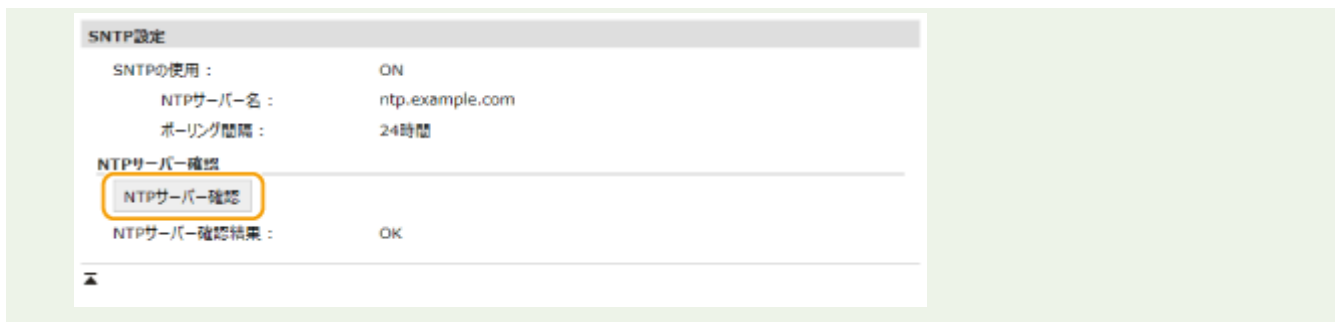 SNTP設定
SNTPの使用： ON
NTPサーバー名： ntp.example.com
ポーリング間隔： 24時間
NTPサーバー確認
NTPサーバー確認
NTPサーバー確認結果： OK